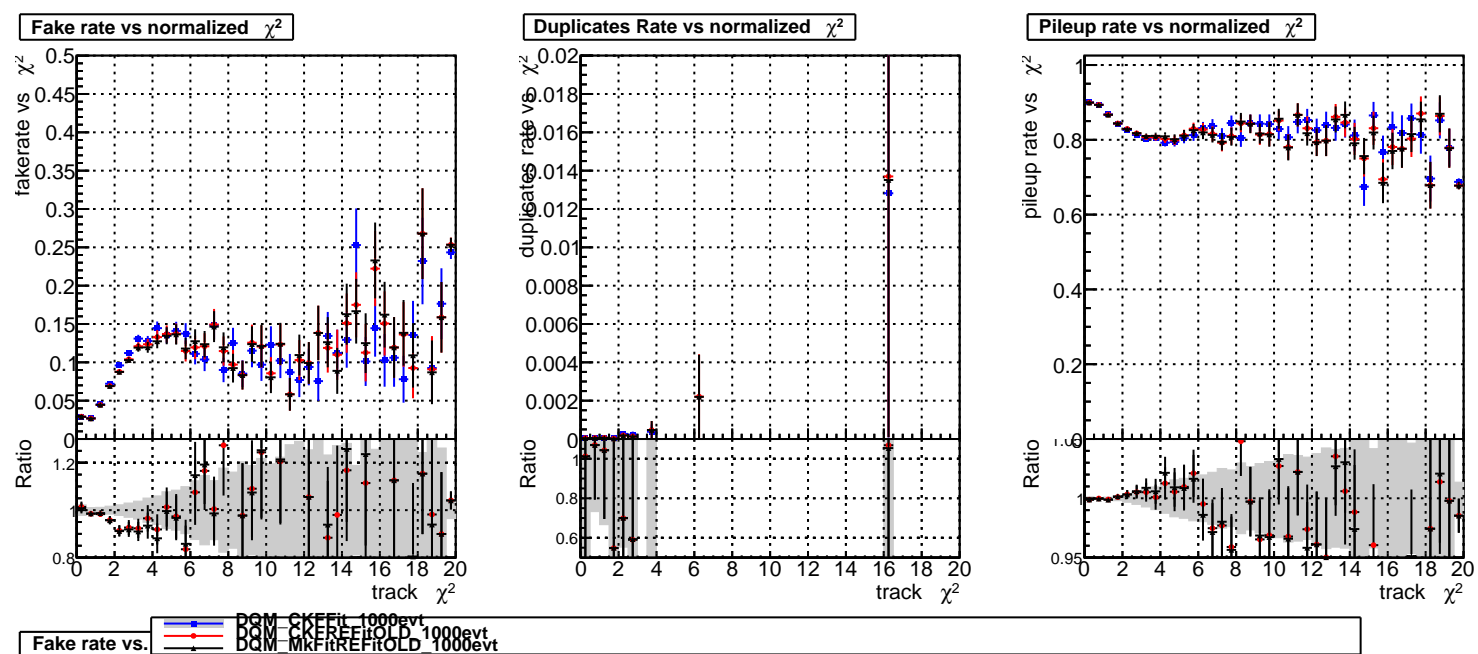 Fake rate vs normalized χ²
fakerate vs χ²
0.5
0.45
0.4
0.35
0.3
0.25
0.2
0.15
0.1
0.05
0
Ratio
1.2
1
0.8
0 2 4 6 8 10 12 14 16 18 20
track χ²
Duplicates Rate vs normalized χ²
duplicates rate vs χ²
0.02
0.018
0.016
0.014
0.012
0.01
0.008
0.006
0.004
0.002
0
Ratio
1
0.8
0.6
0 2 4 6 8 10 12 14 16 18 20
track χ²
Pileup rate vs normalized χ²
pileup rate vs χ²
1
0.8
0.6
0.4
0.2
Ratio
1
0.95
0 2 4 6 8 10 12 14 16 18 20
track χ²
Fake rate vs.
DQM_CKFFit_1000evt
DQM_CKFREFitOLD_1000evt
DQM_MkFitREFitOLD_1000evt